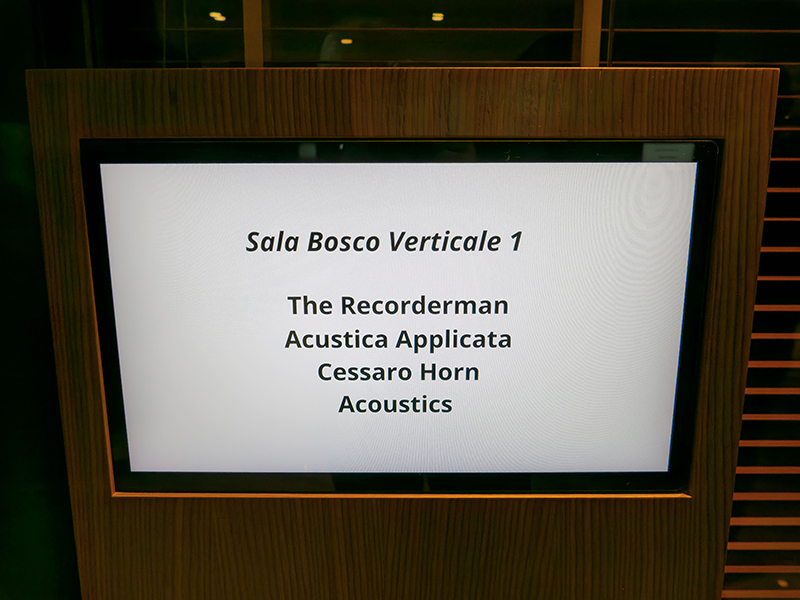 Sala Bosco Verticale 1
The Recorderman
Acustica Applicata
Cessaro Horn
Acoustics